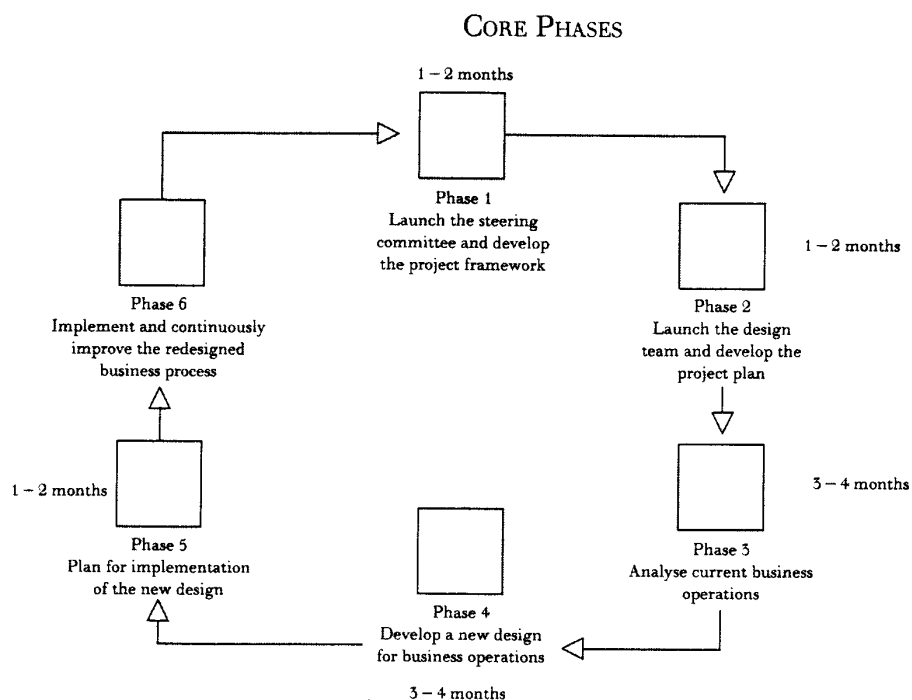 CORE PHASES
1 – 2 months
Phase 1
Launch the steering
committee and develop
the project framework
1 – 2 months
Phase 2
Launch the design
team and develop the
project plan
3 – 4 months
Phase 3
Analyse current business
operations
Phase 4
Develop a new design
for business operations
3 – 4 months
1 – 2 months
Phase 5
Plan for implementation
of the new design
Phase 6
Implement and continuously
improve the redesigned
business process